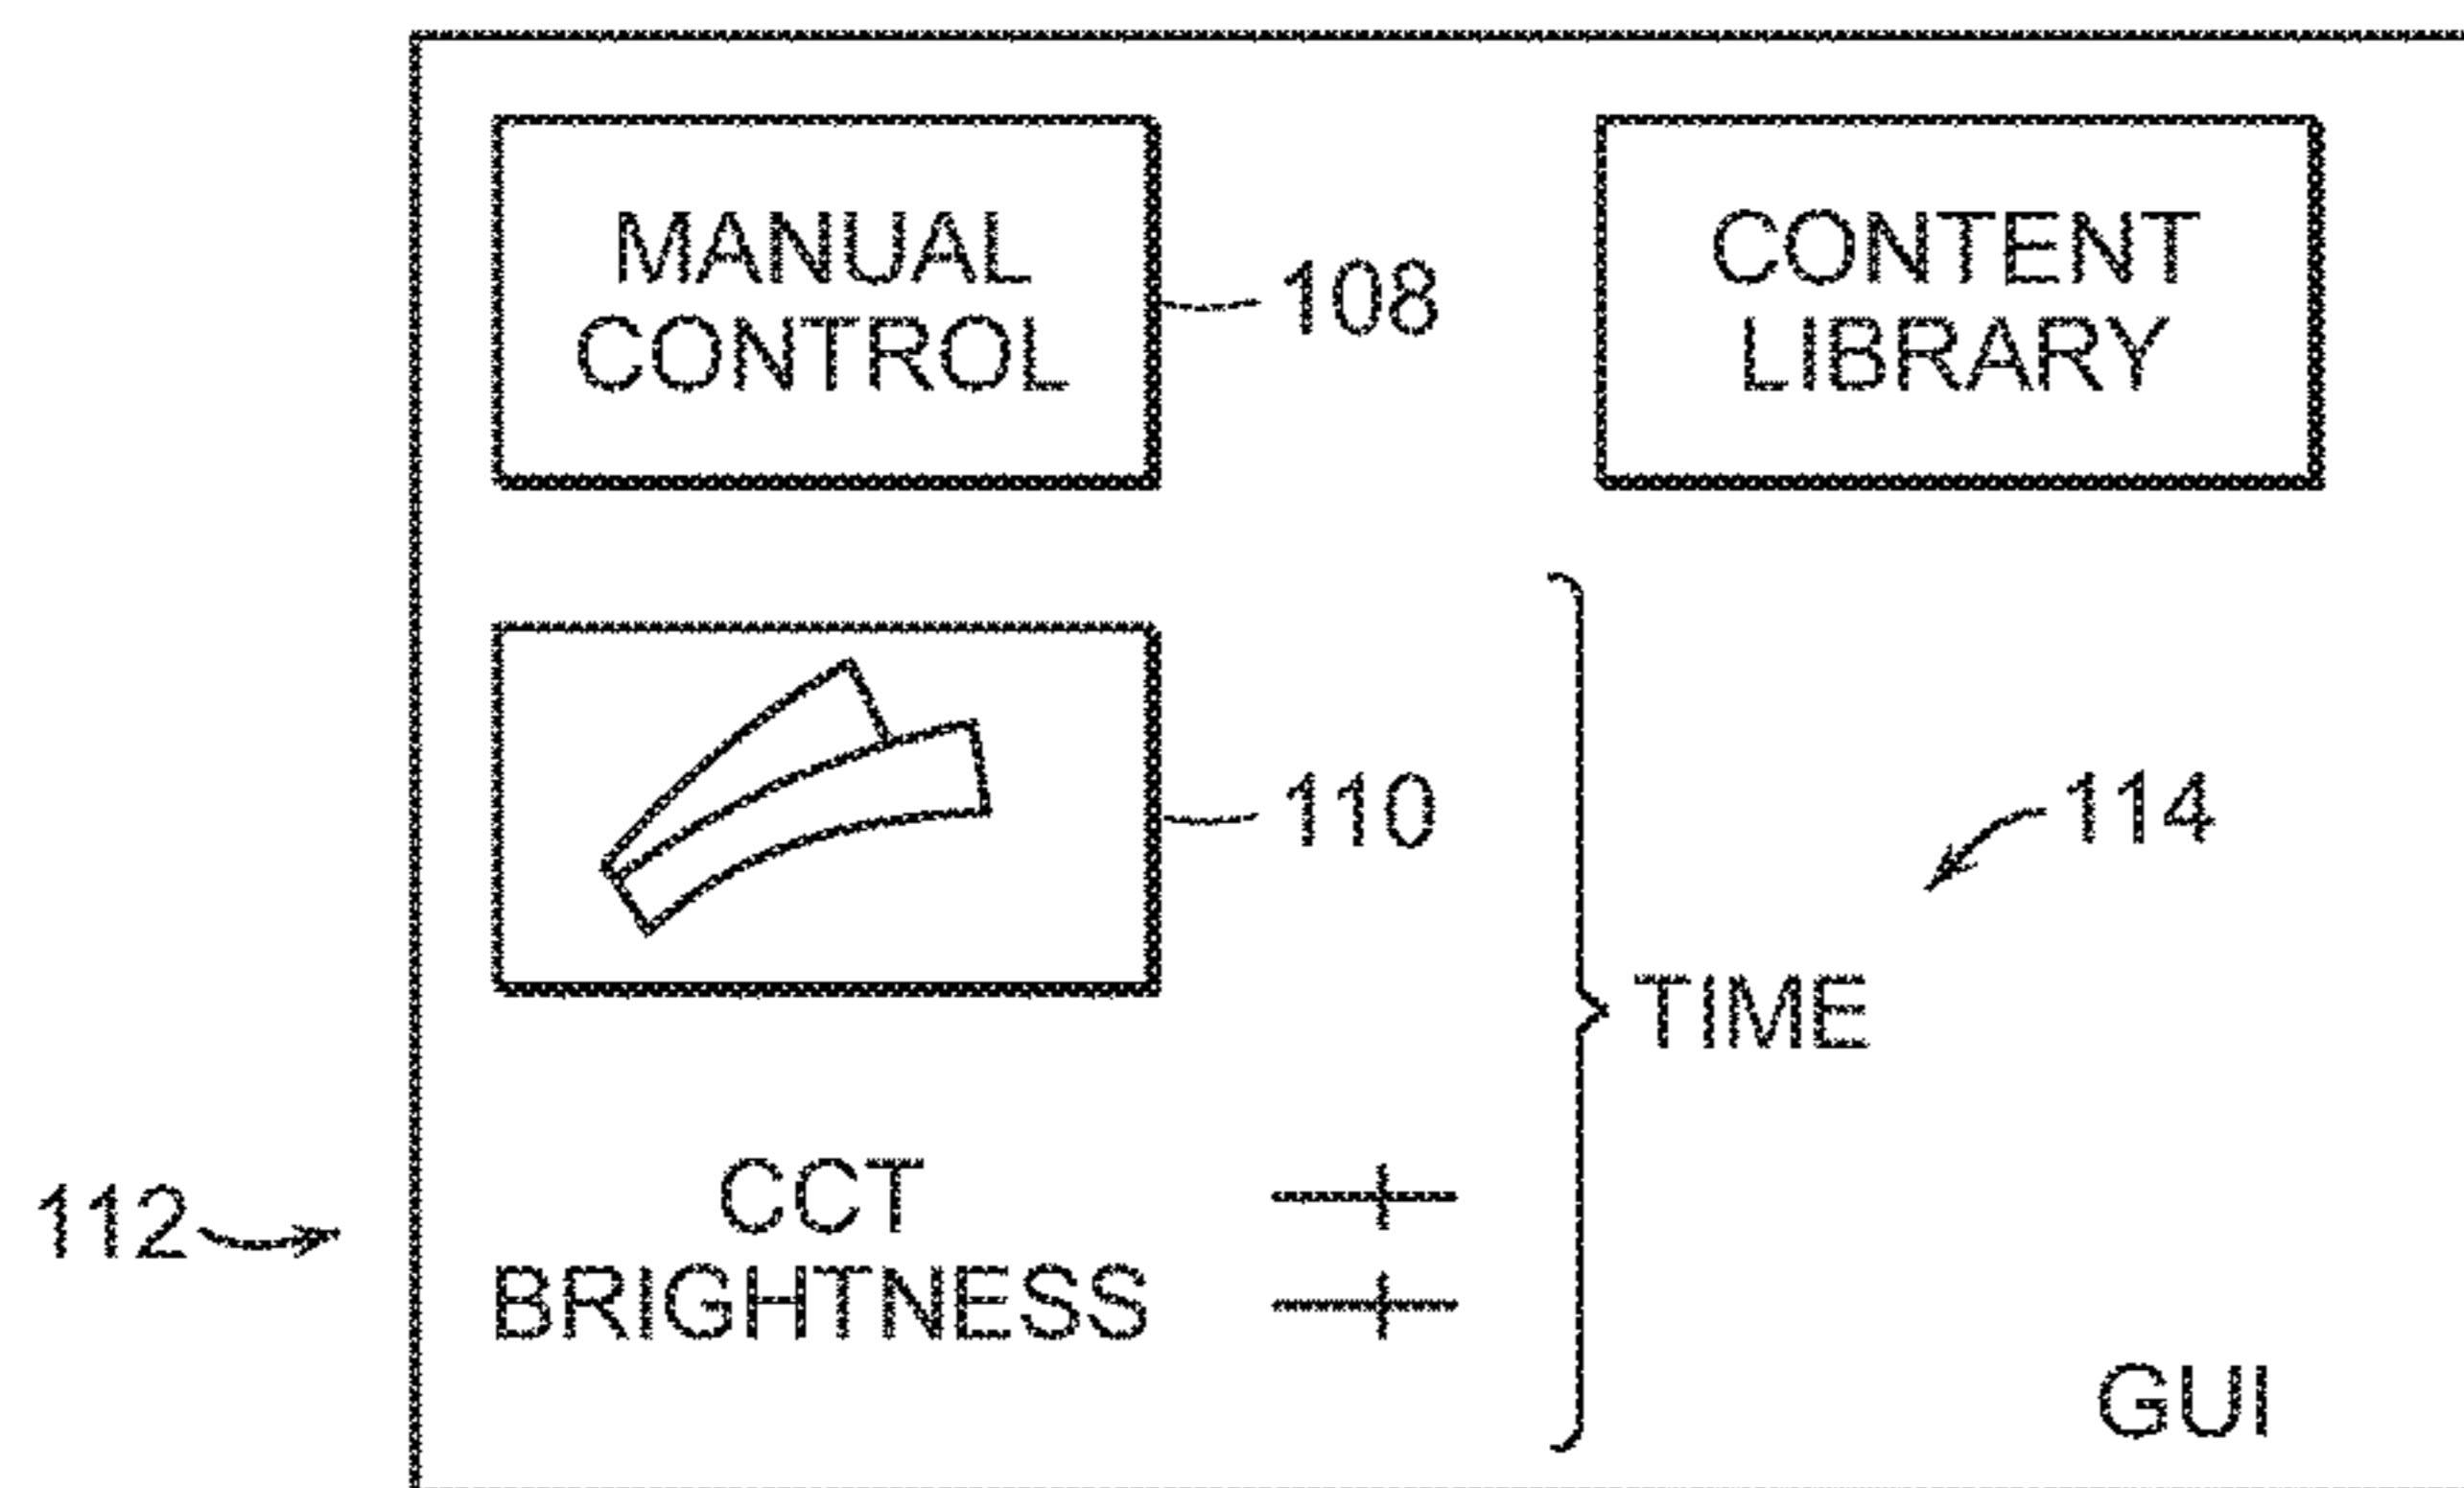 MANUAL
CONTROL
108
CONTENT
LIBRARY
110
114
TIME
112
CCT
BRIGHTNESS
GUI